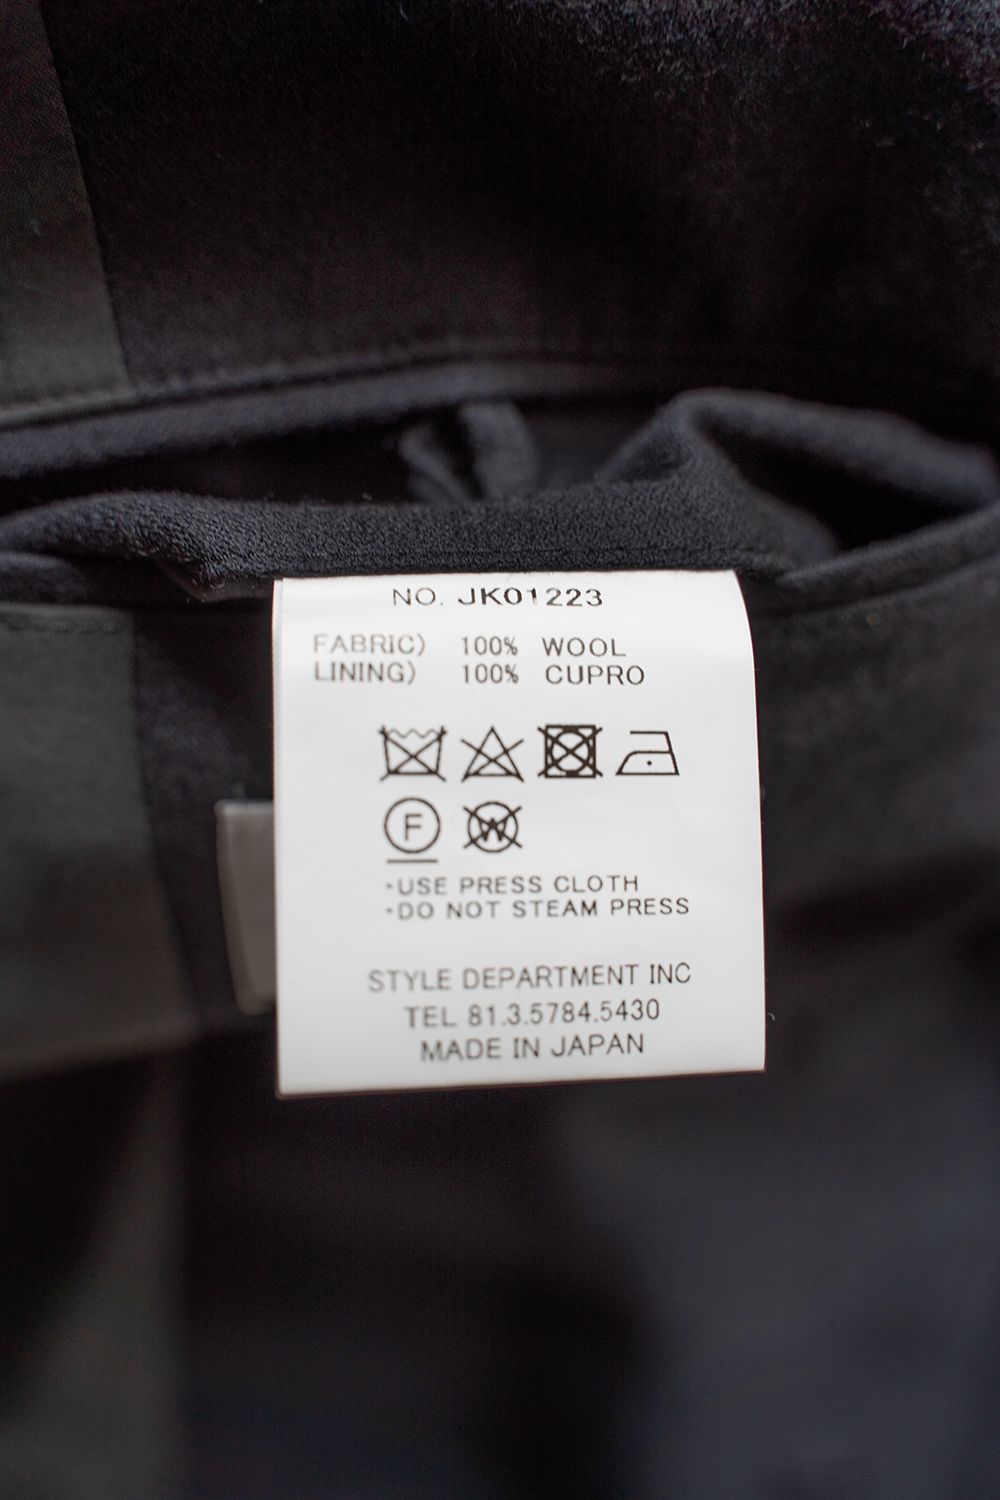 NO. JK01223
FABRIC) 100% WOOL
LINING) 100% CUPRO
F W
·USE PRESS CLOTH
·DO NOT STEAM PRESS
STYLE DEPARTMENT INC
TEL 81.3.5784.5430
MADE IN JAPAN